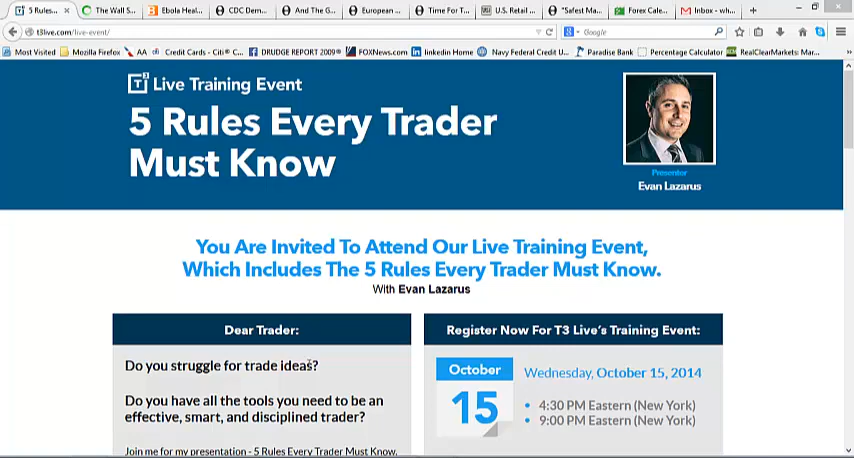 5 Rules...
The Wall S...
Ebola Heal...
CDC Dem...
And The G...
European ...
Time For T...
U.S. Retail ...
"Safest Ma...
Forex Cale...
Inbox - wh...
t3live.com/live-event/
Google
Most Visited
Mozilla Firefox
AA
Credit Cards - Citi® C...
DRUDGE REPORT 2009®
FOXNews.com
linkedin Home
Navy Federal Credit U...
Paradise Bank
Percentage Calculator
RealClearMarkets: Mar...
T3 Live Training Event
5 Rules Every Trader
Must Know
Presenter
Evan Lazarus
You Are Invited To Attend Our Live Training Event,
Which Includes The 5 Rules Every Trader Must Know.
With Evan Lazarus
Dear Trader:
Do you struggle for trade ideas?
Do you have all the tools you need to be an
effective, smart, and disciplined trader?
Join me for my presentation - 5 Rules Every Trader Must Know.
Register Now For T3 Live's Training Event:
October
15
Wednesday, October 15, 2014
• 4:30 PM Eastern (New York)
• 9:00 PM Eastern (New York)